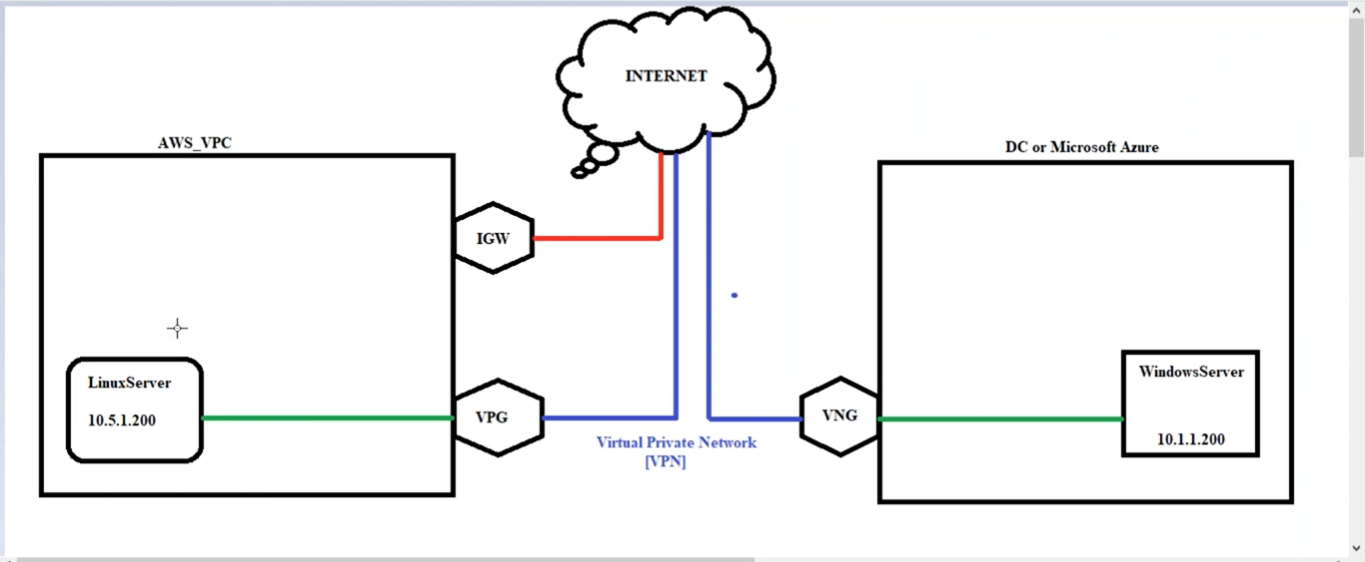 INTERNET
AWS_VPC
DC or Microsoft Azure
IGW
LinuxServer
10.5.1.200
VPG
Virtual Private Network
[VPN]
VNG
WindowsServer
10.1.1.200